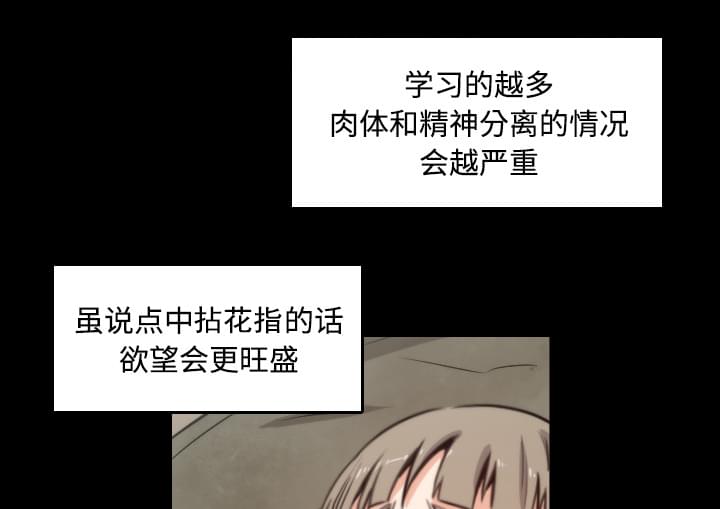 学习的越多
肉体和精神分离的情况
会越严重
虽说点中拈花指的话
欲望会更旺盛